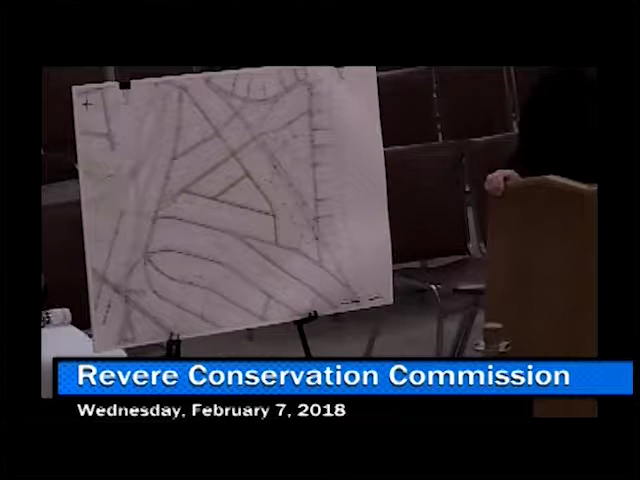 Revere Conservation Commission
Wednesday, February 7, 2018